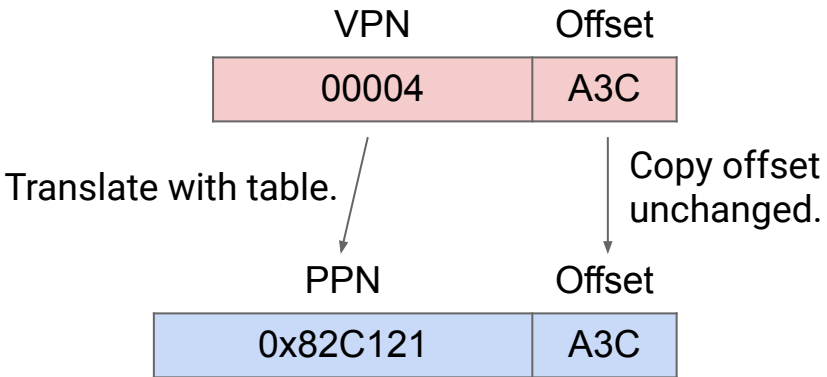 VPN Offset
00004 A3C
Translate with table.
Copy offset
unchanged.
PPN Offset
0x82C121 A3C